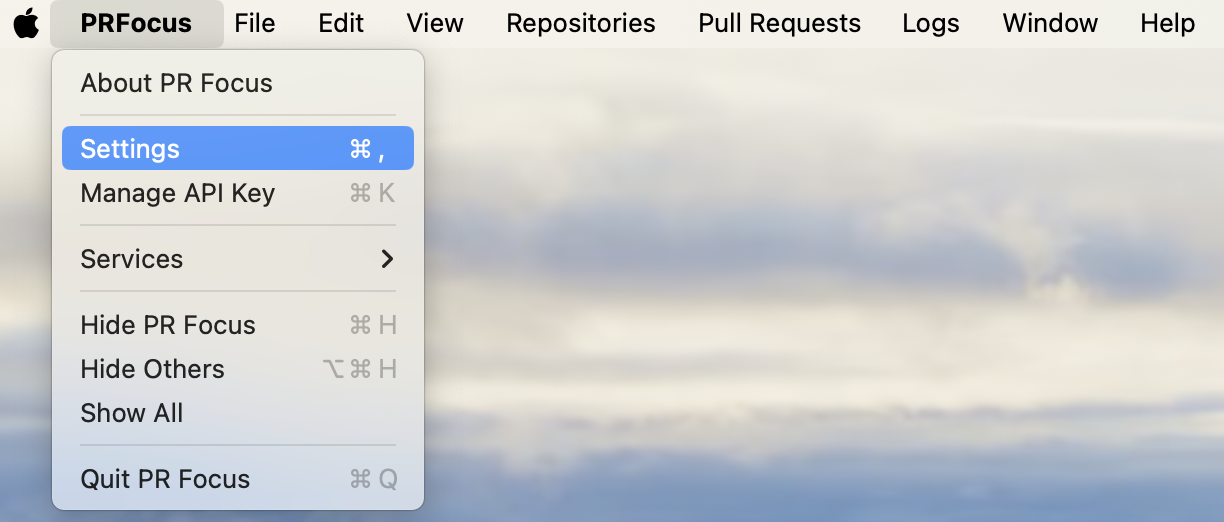 PRFocus File Edit View Repositories Pull Requests Logs Window Help
About PR Focus
Settings ⌘ ,
Manage API Key ⌘ K
Services
Hide PR Focus ⌘ H
Hide Others ⌥ ⌘ H
Show All
Quit PR Focus ⌘ Q